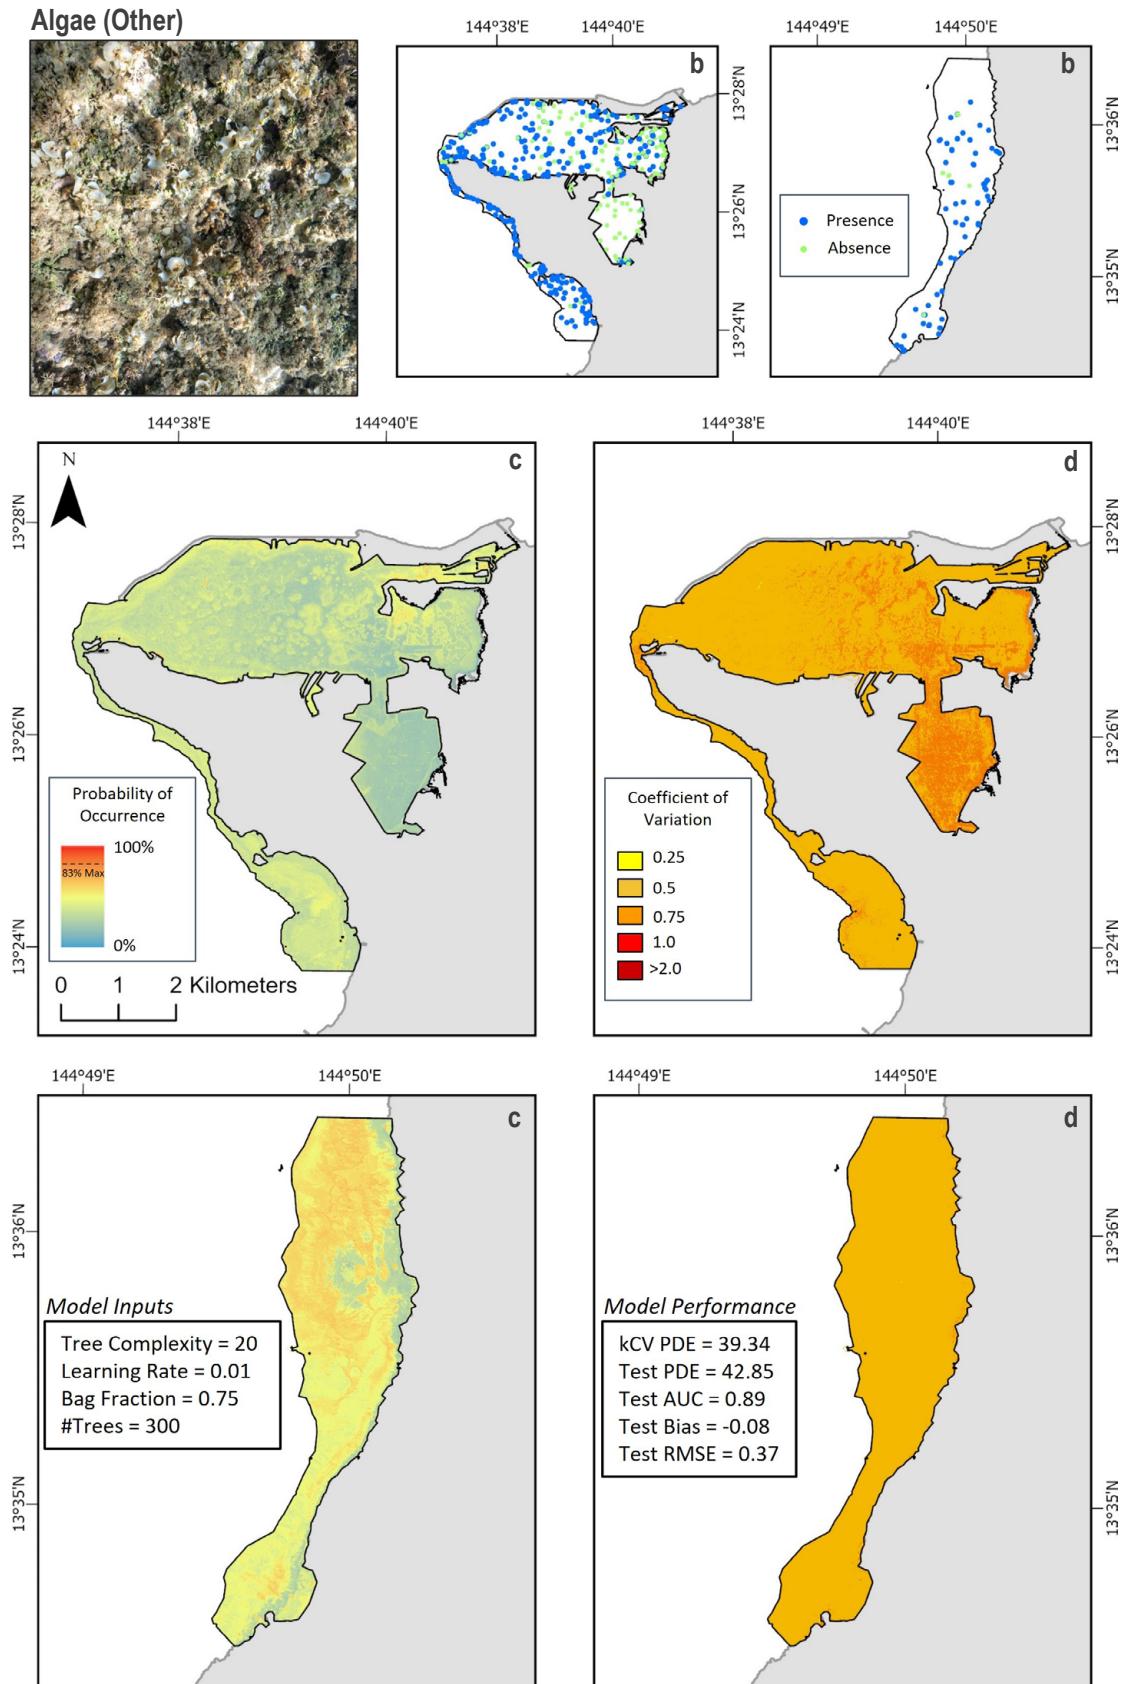 Algae (Other)
144°38'E
144°40'E
144°49'E
144°50'E
b
b
13°28'N
13°26'N
13°24'N
13°36'N
13°35'N
Presence
Absence
144°38'E
144°40'E
144°38'E
144°40'E
N
c
d
13°28'N
13°26'N
13°24'N
13°28'N
13°26'N
13°24'N
Probability of
Occurrence
100%
83% Max
0%
0 1 2 Kilometers
Coefficient of
Variation
0.25
0.5
0.75
1.0
>2.0
144°49'E
144°50'E
144°49'E
144°50'E
c
d
13°36'N
13°35'N
13°36'N
13°35'N
Model Inputs
Tree Complexity = 20
Learning Rate = 0.01
Bag Fraction = 0.75
#Trees = 300
Model Performance
kCV PDE = 39.34
Test PDE = 42.85
Test AUC = 0.89
Test Bias = -0.08
Test RMSE = 0.37